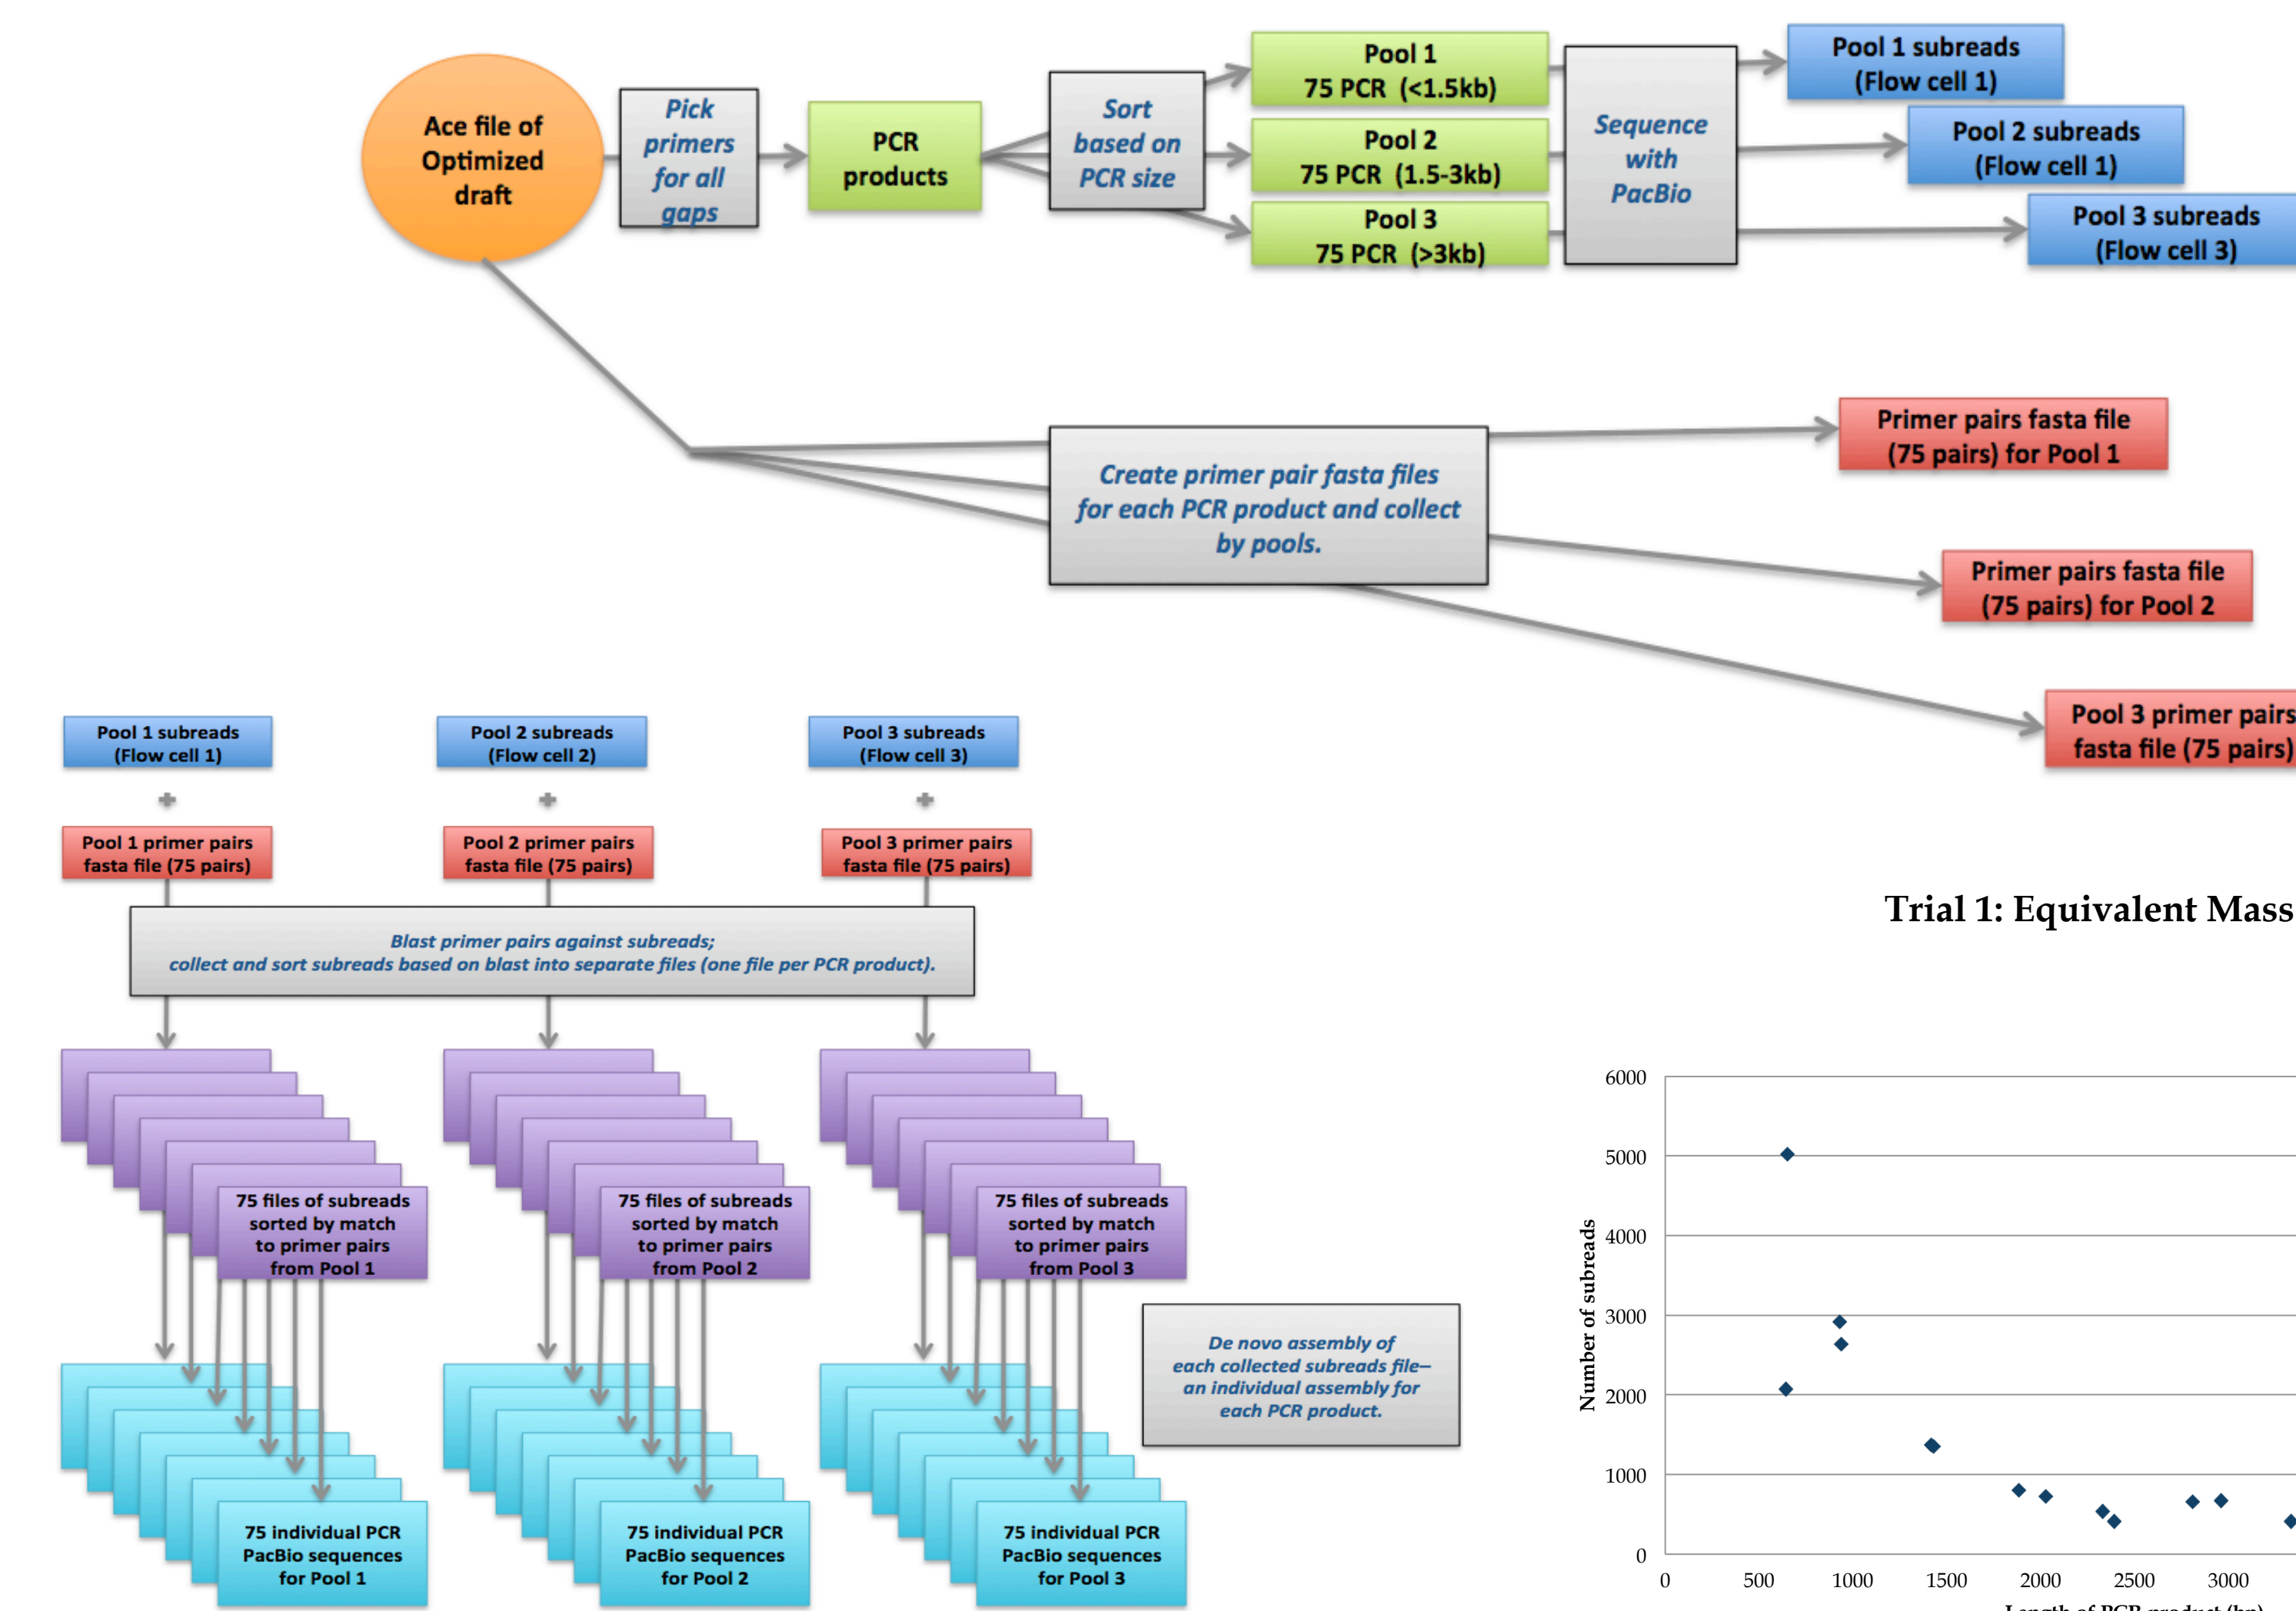 Ace file of
Optimized
draft
Pick
primers
for all
gaps
PCR
products
Sort
based on
PCR size
Pool 1
75 PCR (<1.5kb)
Pool 2
75 PCR (1.5-3kb)
Pool 3
75 PCR (>3kb)
Sequence
with
PacBio
Pool 1 subreads
(Flow cell 1)
Pool 2 subreads
(Flow cell 1)
Pool 3 subreads
(Flow cell 3)
Create primer pair fasta files
for each PCR product and collect
by pools.
Primer pairs fasta file
(75 pairs) for Pool 1
Primer pairs fasta file
(75 pairs) for Pool 2
Pool 3 primer pairs
fasta file (75 pairs)
Pool 1 subreads
(Flow cell 1)
Pool 2 subreads
(Flow cell 2)
Pool 3 subreads
(Flow cell 3)
+
+
+
Pool 1 primer pairs
fasta file (75 pairs)
Pool 2 primer pairs
fasta file (75 pairs)
Pool 3 primer pairs
fasta file (75 pairs)
Blast primer pairs against subreads;
collect and sort subreads based on blast into separate files (one file per PCR product).
75 files of subreads
sorted by match
to primer pairs
from Pool 1
75 files of subreads
sorted by match
to primer pairs
from Pool 2
75 files of subreads
sorted by match
to primer pairs
from Pool 3
De novo assembly of
each collected subreads file–
an individual assembly for
each PCR product.
75 individual PCR
PacBio sequences
for Pool 1
75 individual PCR
PacBio sequences
for Pool 2
75 individual PCR
PacBio sequences
for Pool 3
Trial 1: Equivalent Mass
Number of subreads
6000
5000
4000
3000
2000
1000
0
0 500 1000 1500 2000 2500 3000
Length of PCR product (bp)